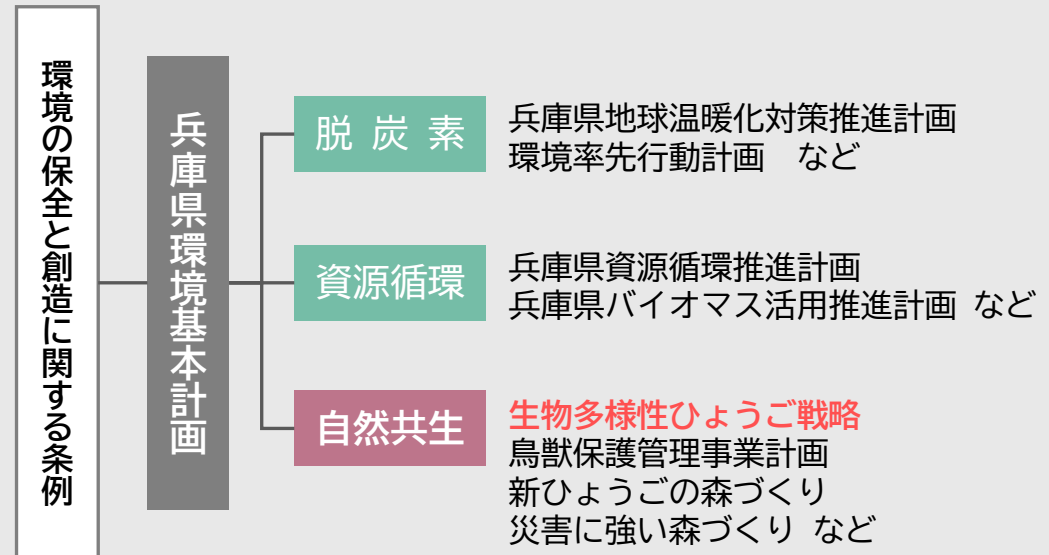 環境の保全と創造に関する条例
兵庫県環境基本計画
脱 炭 素
兵庫県地球温暖化対策推進計画
環境率先行動計画　など
資源循環
兵庫県資源循環推進計画
兵庫県バイオマス活用推進計画 など
自然共生
生物多様性ひょうご戦略
鳥獣保護管理事業計画
新ひょうごの森づくり
災害に強い森づくり など